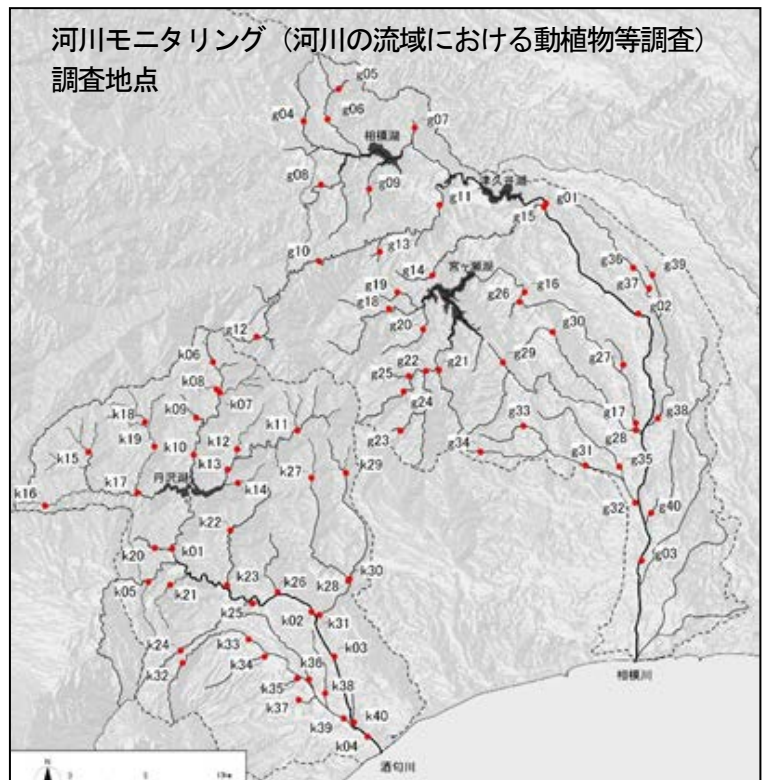 河川モニタリング（河川の流域における動植物等調査）
調査地点
g05
g04
g06
g07
相模湖
g08
g09
津久井湖
g11
g01
g15
g10
g13
g14
宮ヶ瀬湖
g36
g39
g37
g19
g18
g26
g16
g02
g20
g30
g12
k06
g22
g21
g29
g27
g25
k08
k07
g24
k18
k09
k11
g23
g33
g17
g38
g28
k19
k12
k15
k10
k13
g34
g31
g35
k27
k29
k17
丹沢湖
k14
k16
g32
g40
k22
k20
k01
g03
k05
k21
k23
k26
k28
k30
k25
k02
k31
k24
k33
k03
k32
k34
k36
相模川
k35
k38
k37
k39
k40
k04
酒匂川